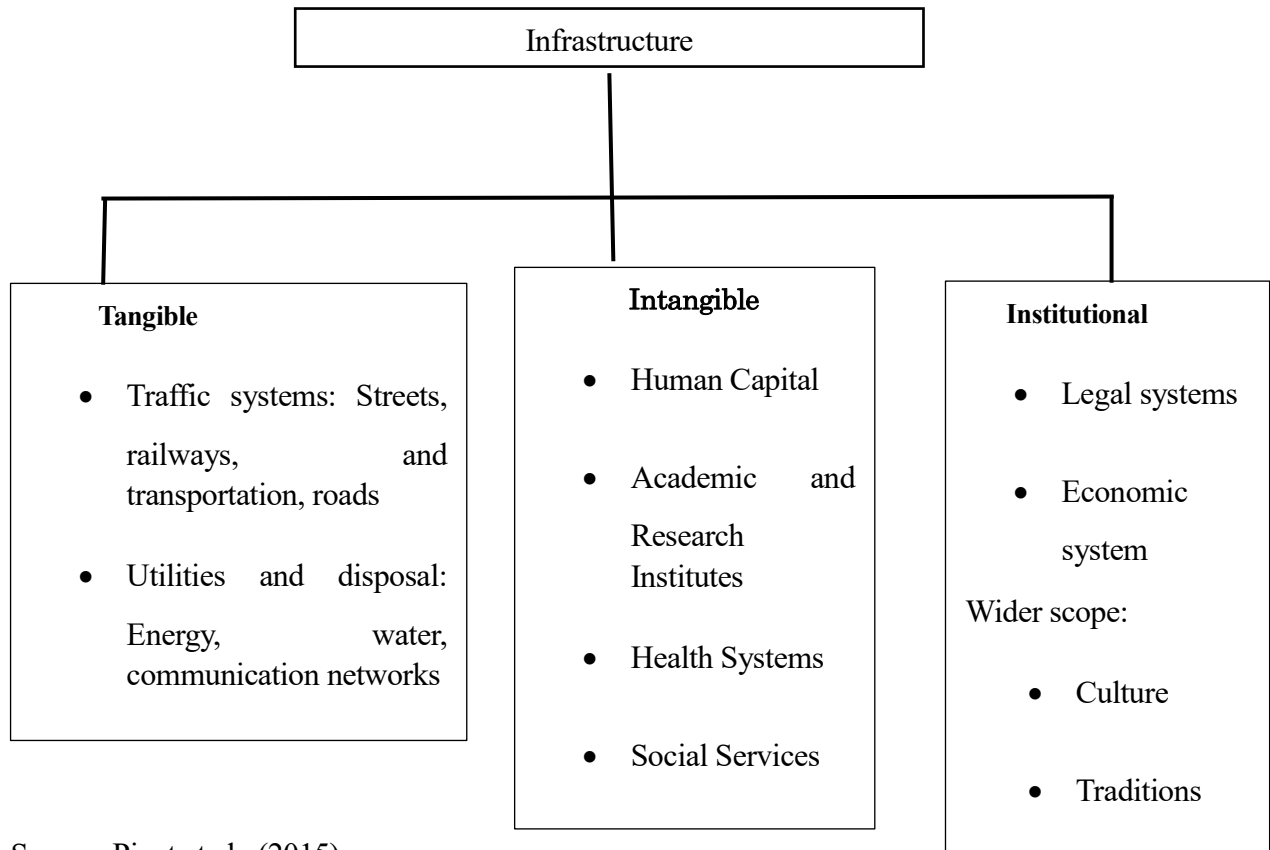 Infrastructure
Tangible
• Traffic systems: Streets,
railways, and
transportation, roads
• Utilities and disposal:
Energy, water,
communication networks
Intangible
• Human Capital
• Academic and
Research
Institutes
• Health Systems
• Social Services
Institutional
• Legal systems
• Economic
system
Wider scope:
• Culture
• Traditions
(2015)